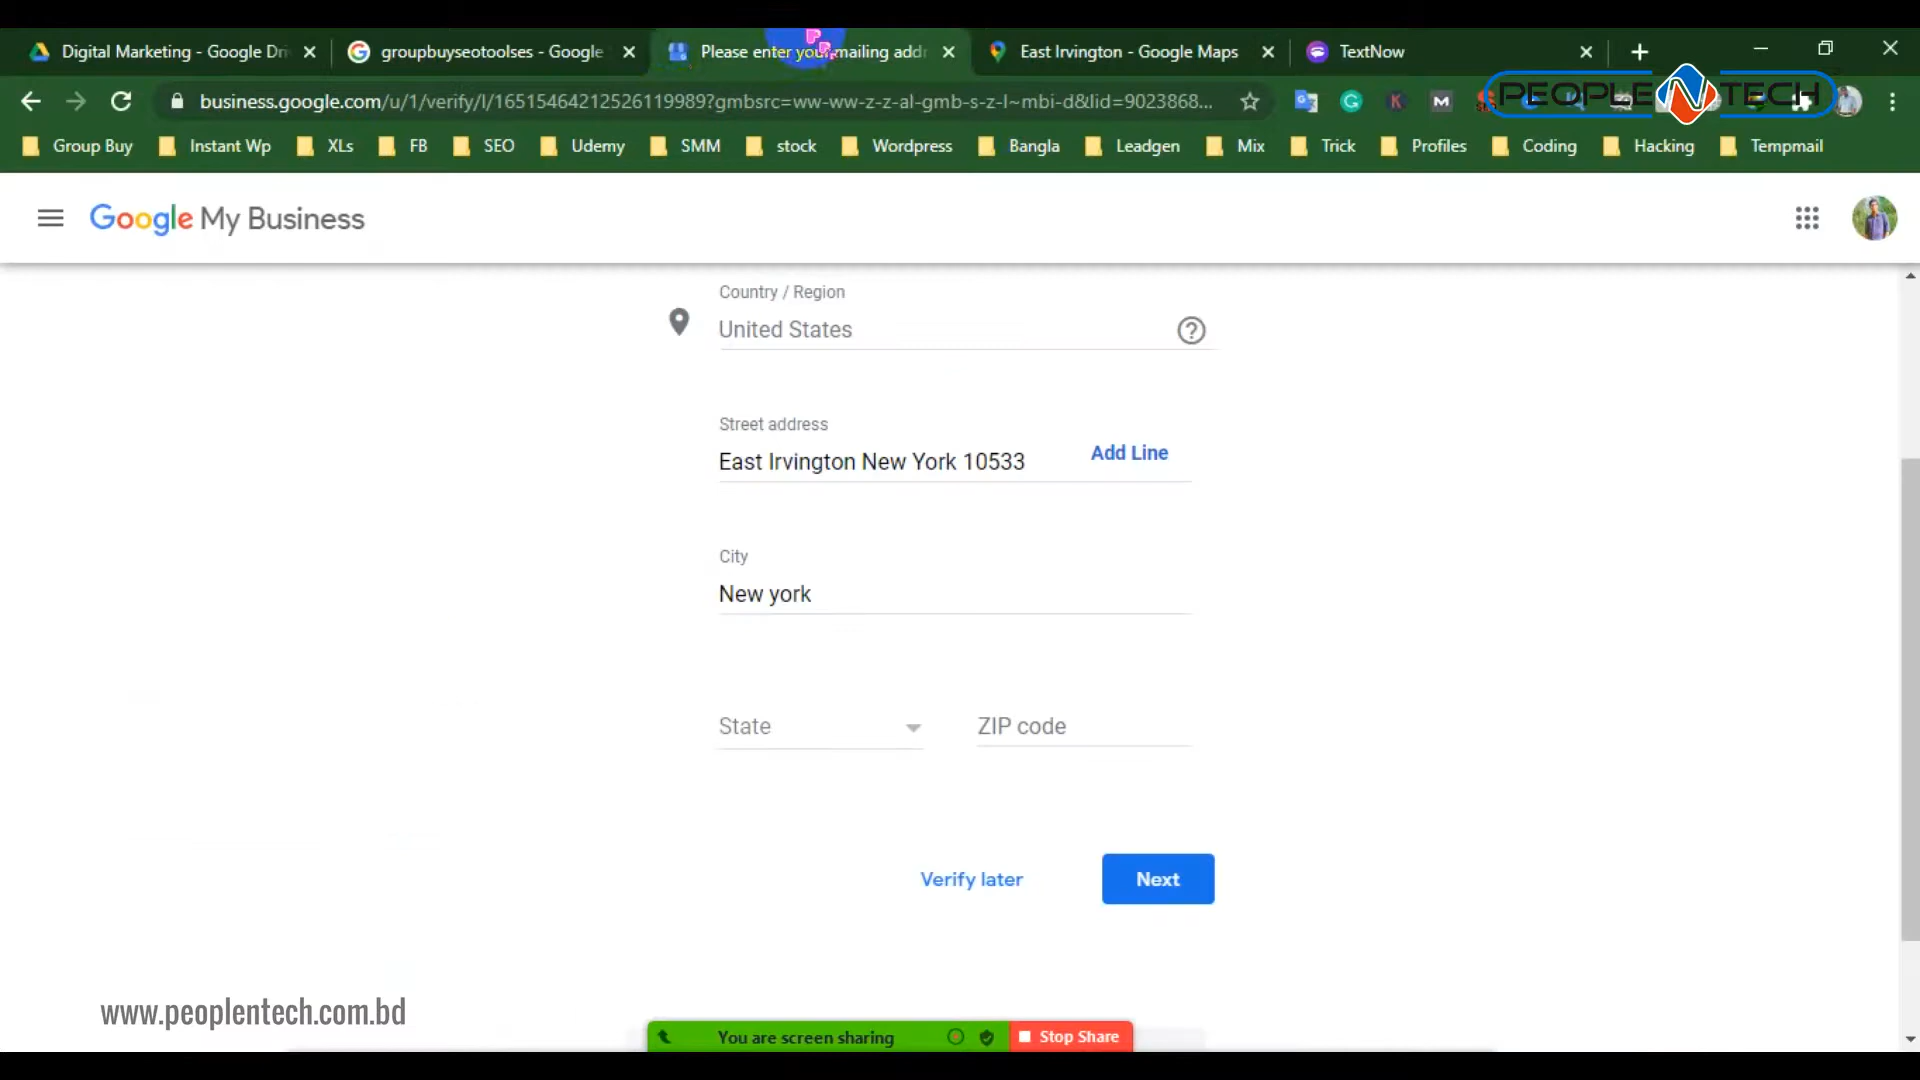 Digital Marketing - Google Dri
groupbuyseotoolses - Google
Please enter your mailing addr
East Irvington - Google Maps
TextNow
business.google.com/u/1/verify/l/16515464212526119989?gmbsrc=ww-ww-z-z-al-gmb-s-z-l~mbi-d&lid=9023868...
PEOPLE N TECH
Group Buy
Instant Wp
XLs
FB
SEO
Udemy
SMM
stock
Wordpress
Bangla
Leadgen
Mix
Trick
Profiles
Coding
Hacking
Tempmail
Google My Business
Country / Region
United States
Street address
East Irvington New York 10533
Add Line
City
New york
State
ZIP code
Verify later
Next
www.peoplentech.com.bd
You are screen sharing
Stop Share